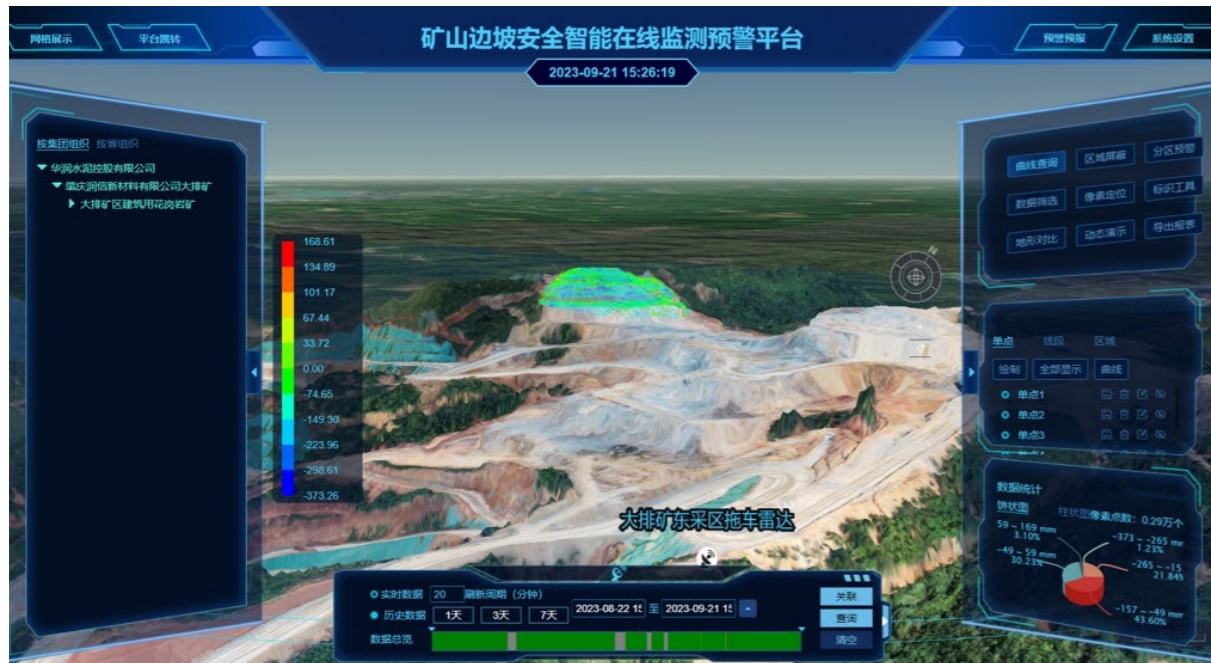 网格展示
平台跳转
矿山边坡安全智能在线监测预警平台
预警预报
系统设置
2023-09-21 15:26:19
按集团组织 按省组织
华润水泥控股有限公司
肇庆润信新材料有限公司大排矿
大排矿区建筑用花岗岩矿
168.61
134.89
101.17
67.44
33.72
0.00
-74.65
-149.30
-223.96
-298.61
-373.26
N
曲线查询 区域屏蔽 分区预警
数据筛选 像素定位 标识工具
地形对比 动态演示 导出报表
单点 线段 区域
绘制 全部显示 曲线
单点1
单点2
单点3
数据统计
饼状图 柱状图 像素点数：0.29万个
59 ~ 169 mm
3.10%
-373 ~ -265 mm
1.23%
-49 ~ 59 mm
30.23%
-265 ~ -15
21.84%
-157 ~ -49 mm
43.60%
大排矿东采区拖车雷达
实时数据 20 刷新周期（分钟）
关联
历史数据 1天 3天 7天 2023-08-22 15 至 2023-09-21 15
查询
数据总览
清空